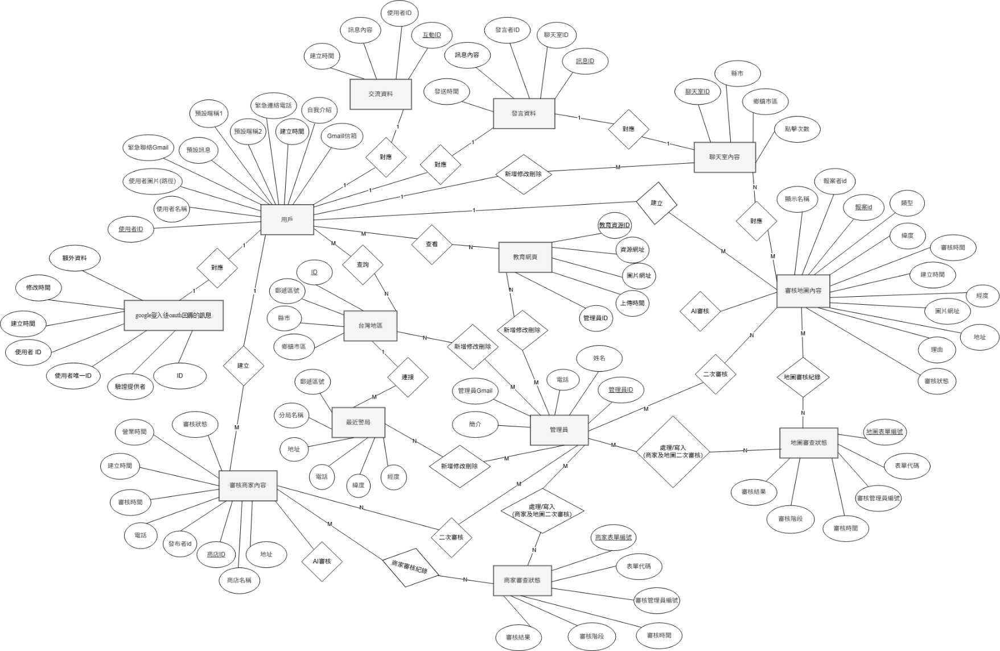 使用者ID
訊息內容
互動ID
建立時間
交流資料
發言者ID
聊天室ID
訊息內容
訊息ID
發送時間
發言資料
縣市
聊天室ID
鄉鎮市區
點擊次數
聊天室內容
對應
1
1
預設暱稱1
緊急連絡電話
自我介紹
預設暱稱2
建立時間
Gmaill信箱
緊急聯絡Gmail
預設訊息
使用者圖片(路徑)
使用者名稱
使用者ID
用戶
1
對應
1
1
對應
1
M
新增修改刪除
1
建立
1
M
N
對應
M
報案者id
顯示名稱
報案id
類型
緯度
審核時間
建立時間
經度
圖片網址
地址
理由
審核狀態
審核地圖內容
AI審核
M
查看
N
教育資源ID
資源網址
圖片網址
上傳時間
管理員ID
教育網頁
N
新增修改刪除
M
M
查詢
N
1
對應
1
額外資料
修改時間
建立時間
使用者 ID
使用者唯一ID
驗證提供者
ID
google登入後oauth回傳的訊息
1
建立
M
ID
郵遞區號
縣市
鄉鎮市區
台灣地區
N
新增修改刪除
M
1
連接
M
郵遞區號
分局名稱
地址
電話
緯度
經度
最近警局
N
新增修改刪除
M
姓名
電話
管理員ID
管理員Gmail
簡介
管理員
N
二次審核
M
M
地圖審核紀錄
N
M
處理/寫入
(商家及地圖二次審核)
N
地圖表單編號
表單代碼
審核管理員編號
審核時間
審核階段
審核結果
地圖審查狀態
審核狀態
營業時間
建立時間
審核時間
電話
發布者id
商店ID
商店名稱
地址
審核商家內容
AI審核
N
二次審核
M
M
處理/寫入
(商家及地圖二次審核)
N
M
商家審核紀錄
N
商家表單編號
表單代碼
審核管理員編號
審核時間
審核階段
審核結果
商家審查狀態